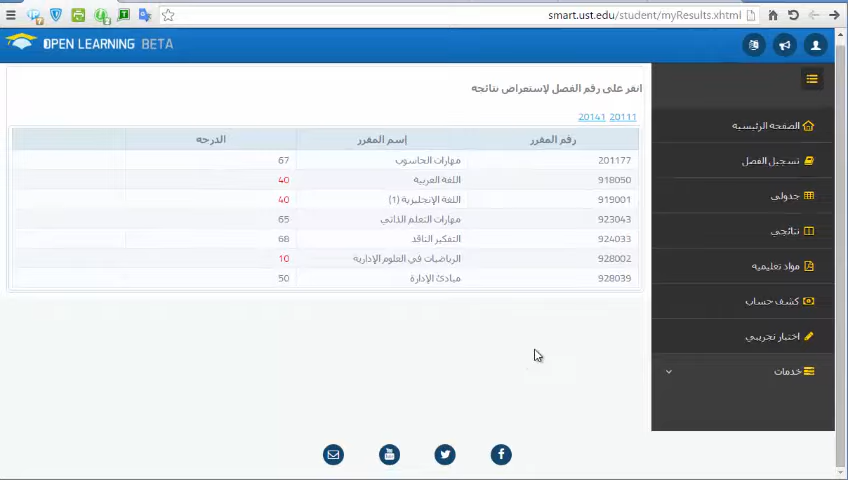 smart.ust.edu/student/myResults.xhtml
OPEN LEARNING BETA
انقر على رقم الفصل لإستعراض نتائجه
20111 20141
رقم المقرر إسم المقرر الدرجه
201177 مهارات الحاسوب 67
918050 اللغة العربية 40
919001 اللغة الإنجليزية (1) 40
923043 مهارات التعلم الذاتي 65
924033 التفكير الناقد 68
928002 الرياضيات في العلوم الإدارية 10
928039 مبادئ الإدارة 50
الصفحه الرئيسية
تسجيل الفصل
جدولي
نتائجي
مواد تعليميه
كشف حساب
اختبار تجريبي
خدمات